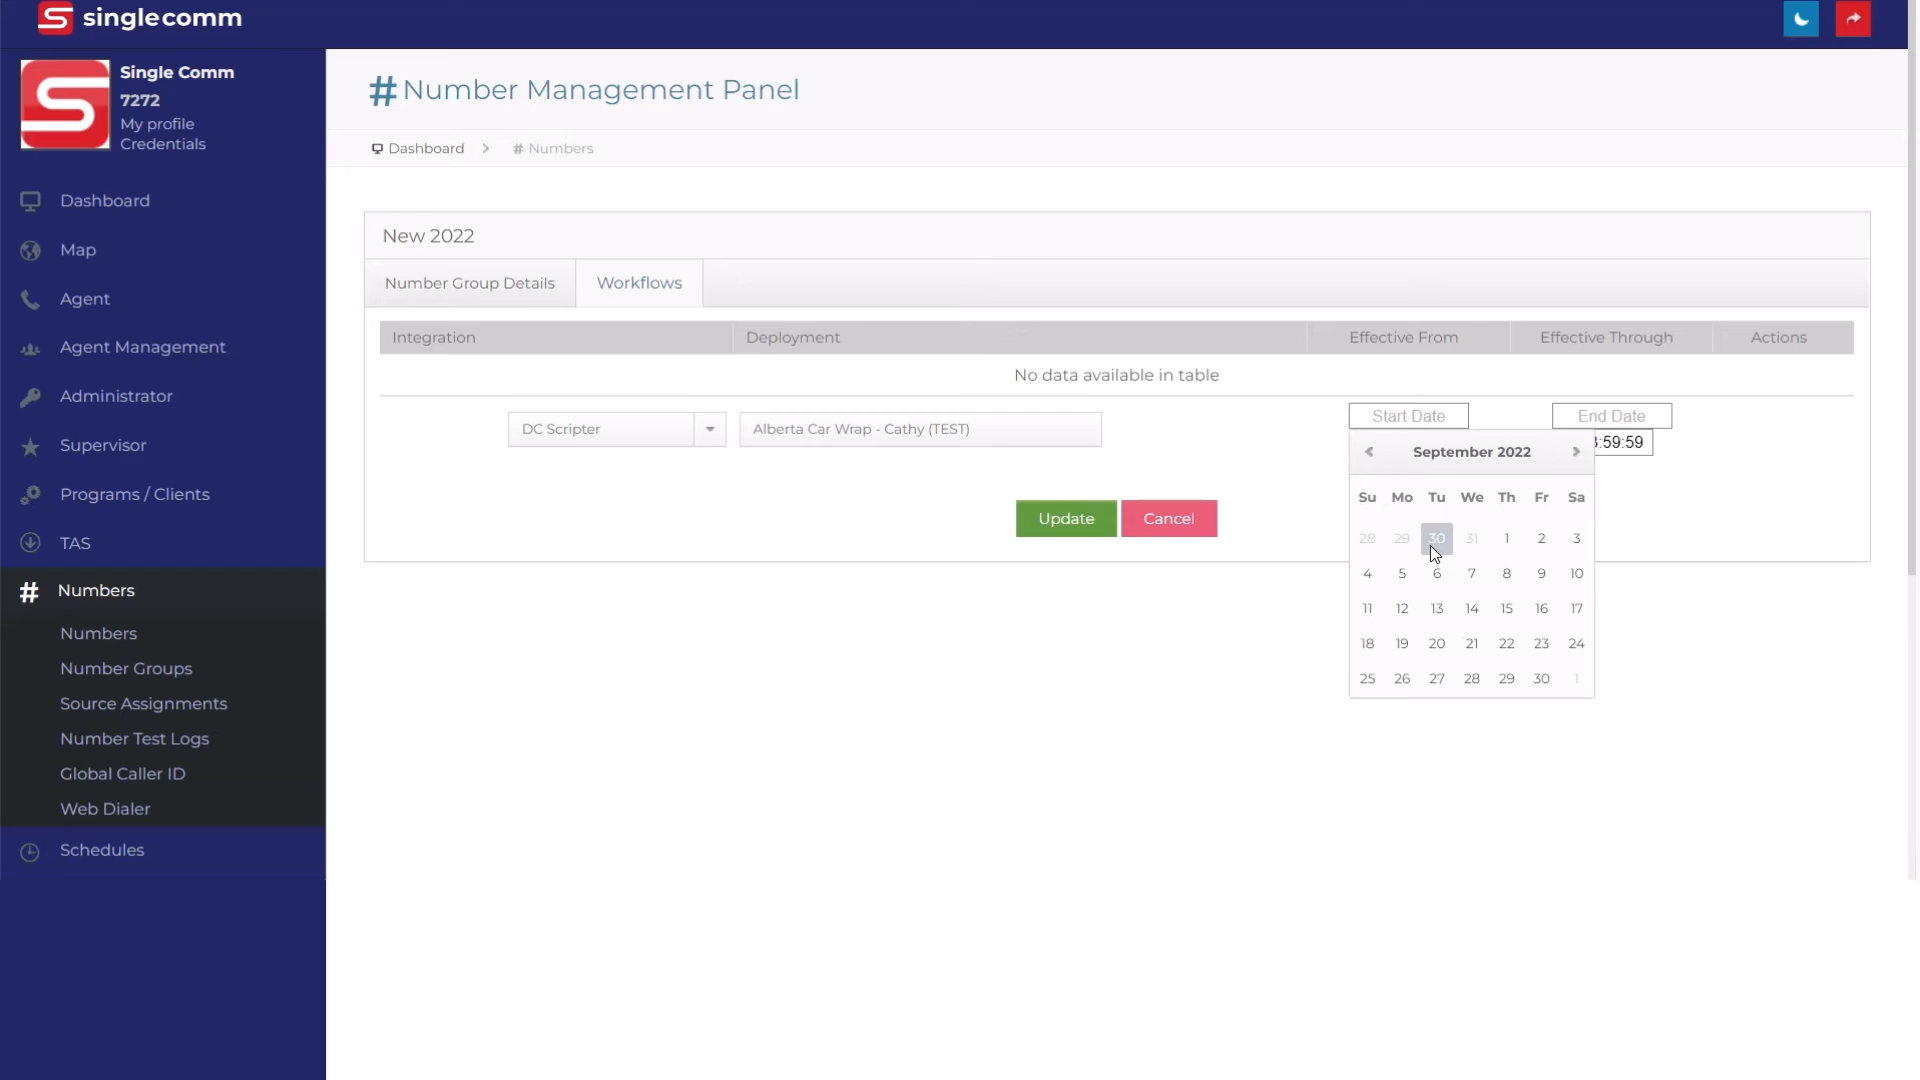 singlecomm
Single Comm
7272
My profile
Credentials
Dashboard
Map
Agent
Agent Management
Administrator
Supervisor
Programs / Clients
TAS
# Numbers
Numbers
Number Groups
Source Assignments
Number Test Logs
Global Caller ID
Web Dialer
Schedules
# Number Management Panel
Dashboard > # Numbers
New 2022
Number Group Details Workflows
Integration Deployment Effective From Effective Through Actions
No data available in table
DC Scripter Alberta Car Wrap - Cathy (TEST) Start Date End Date
:59:59
September 2022
Su Mo Tu We Th Fr Sa
28 29 30 31 1 2 3
4 5 6 7 8 9 10
11 12 13 14 15 16 17
18 19 20 21 22 23 24
25 26 27 28 29 30 1
Update Cancel